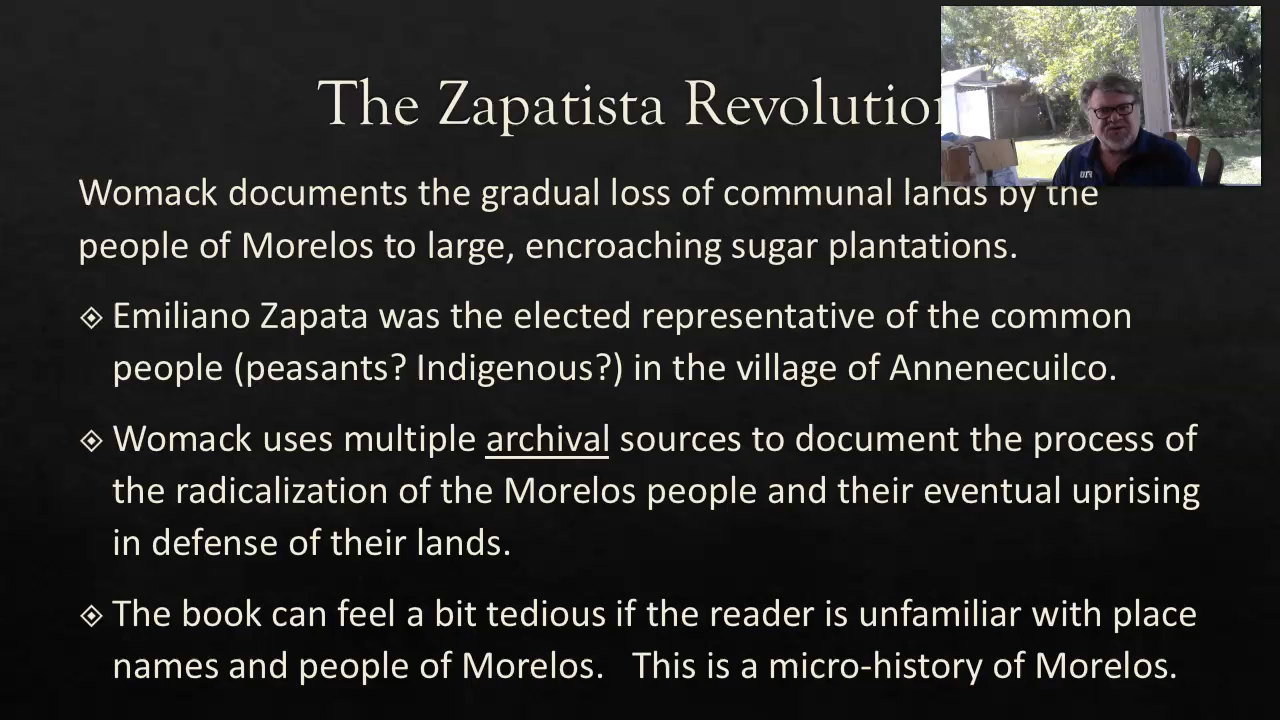 The Zapatista Revolution
Womack documents the gradual loss of communal lands by the
people of Morelos to large, encroaching sugar plantations.
Emiliano Zapata was the elected representative of the common
people (peasants? Indigenous?) in the village of Annenecuilco.
Womack uses multiple archival sources to document the process of
the radicalization of the Morelos people and their eventual uprising
in defense of their lands.
The book can feel a bit tedious if the reader is unfamiliar with place
names and people of Morelos. This is a micro-history of Morelos.